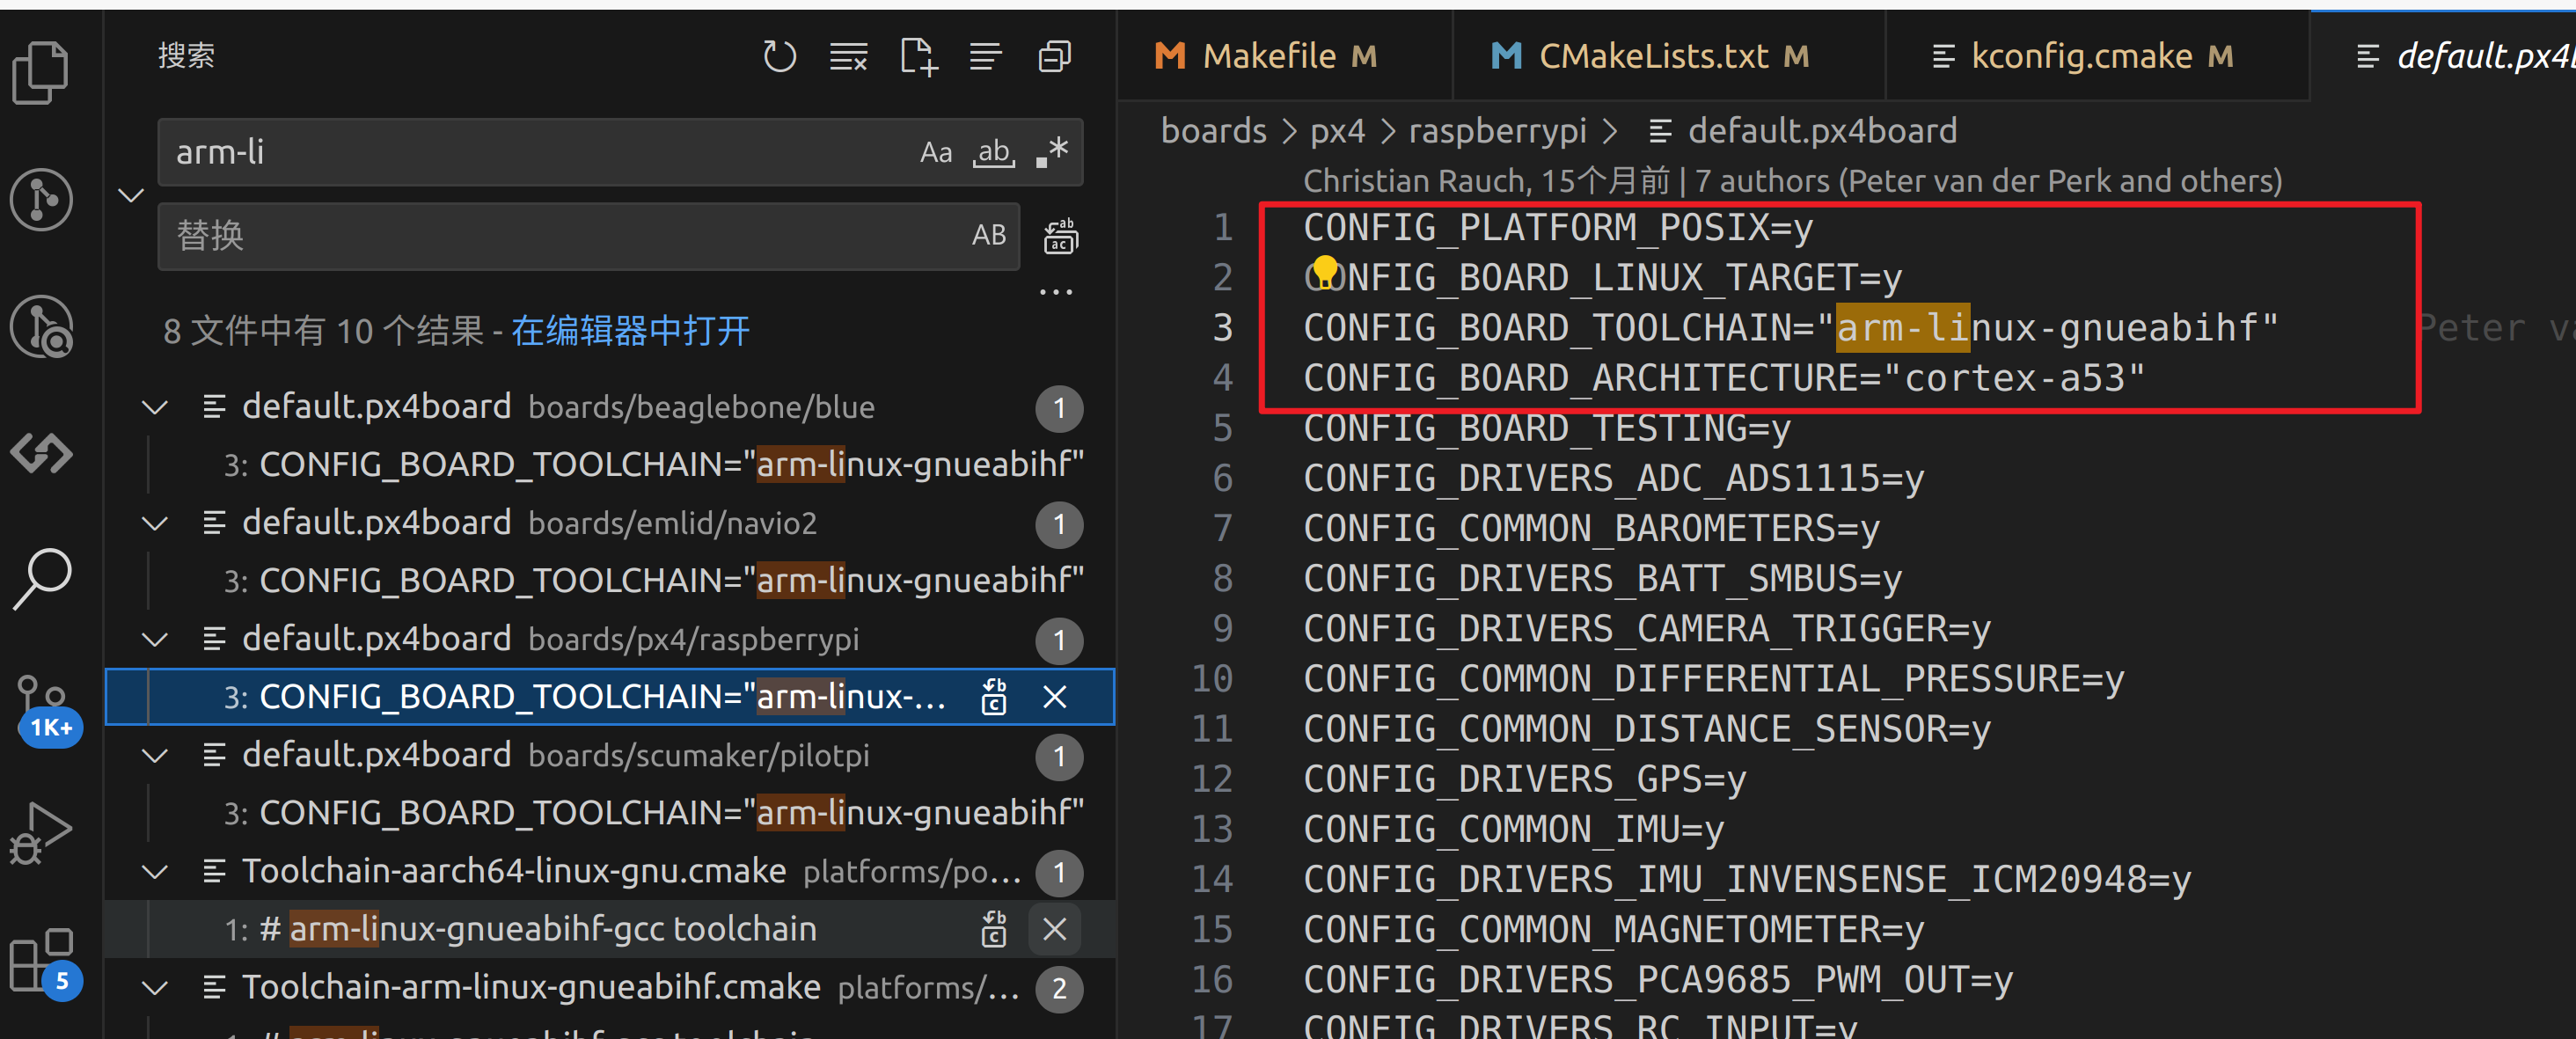 搜索
arm-li
Aa
ab
替换
AB
8 文件中有 10 个结果 - 在编辑器中打开
default.px4board boards/beaglebone/blue 1
3: CONFIG_BOARD_TOOLCHAIN="arm-linux-gnueabihf"
default.px4board boards/emlid/navio2 1
3: CONFIG_BOARD_TOOLCHAIN="arm-linux-gnueabihf"
default.px4board boards/px4/raspberrypi 1
3: CONFIG_BOARD_TOOLCHAIN="arm-linux-...
default.px4board boards/scumaker/pilotpi 1
3: CONFIG_BOARD_TOOLCHAIN="arm-linux-gnueabihf"
Toolchain-aarch64-linux-gnu.cmake platforms/po... 1
1: # arm-linux-gnueabihf-gcc toolchain
Toolchain-arm-linux-gnueabihf.cmake platforms/... 2
1K+
5
Makefile M
CMakeLists.txt M
kconfig.cmake M
default.px4
boards > px4 > raspberrypi > default.px4board
Christian Rauch, 15个月前 | 7 authors (Peter van der Perk and others)
1 CONFIG_PLATFORM_POSIX=y
2 CONFIG_BOARD_LINUX_TARGET=y
3 CONFIG_BOARD_TOOLCHAIN="arm-linux-gnueabihf" Peter v
4 CONFIG_BOARD_ARCHITECTURE="cortex-a53"
5 CONFIG_BOARD_TESTING=y
6 CONFIG_DRIVERS_ADC_ADS1115=y
7 CONFIG_COMMON_BAROMETERS=y
8 CONFIG_DRIVERS_BATT_SMBUS=y
9 CONFIG_DRIVERS_CAMERA_TRIGGER=y
10 CONFIG_COMMON_DIFFERENTIAL_PRESSURE=y
11 CONFIG_COMMON_DISTANCE_SENSOR=y
12 CONFIG_DRIVERS_GPS=y
13 CONFIG_COMMON_IMU=y
14 CONFIG_DRIVERS_IMU_INVENSENSE_ICM20948=y
15 CONFIG_COMMON_MAGNETOMETER=y
16 CONFIG_DRIVERS_PCA9685_PWM_OUT=y
17 CONFIG_DRIVERS_RC_INPUT=y